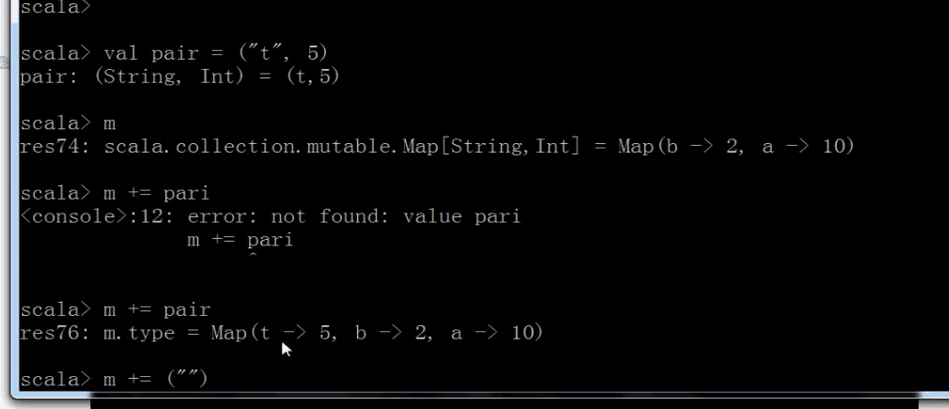 scala>
scala> val pair = ("t", 5)
pair: (String, Int) = (t,5)
scala> m
res74: scala.collection.mutable.Map[String,Int] = Map(b -> 2, a -> 10)
scala> m += pari
<console>:12: error: not found: value pari
m += pari
^
scala> m += pair
res76: m.type = Map(t -> 5, b -> 2, a -> 10)
scala> m += ("")